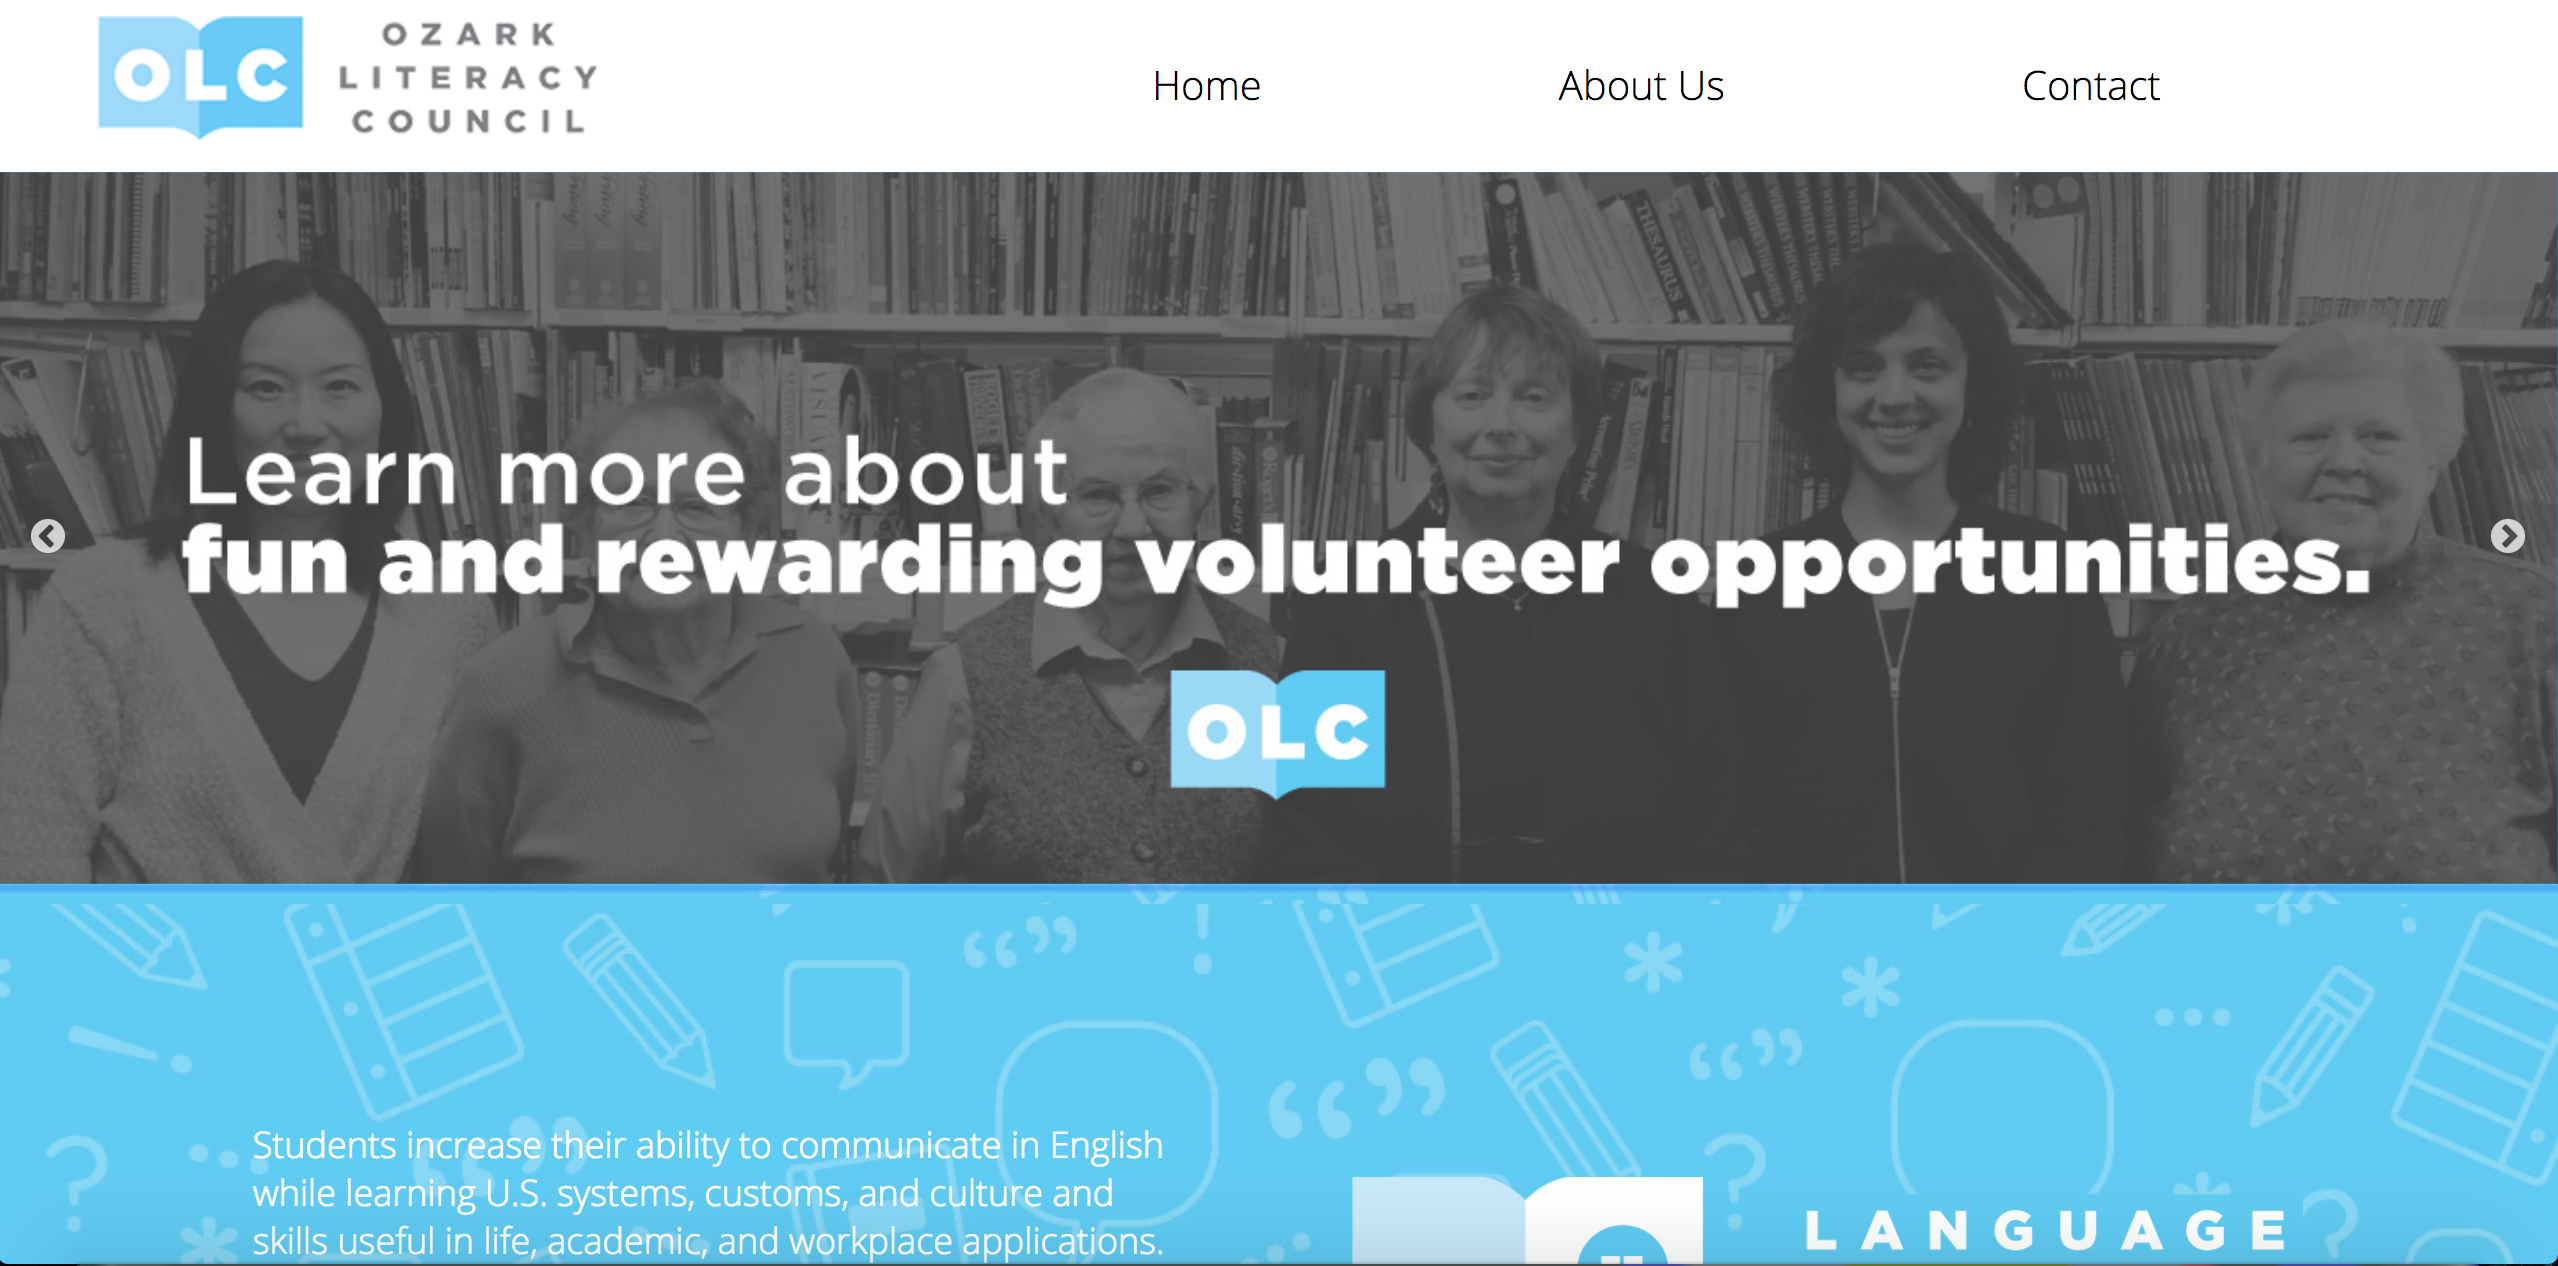 OLC
OZARK
LITERACY
COUNCIL
Home
About Us
Contact
THESAURUS
Learn more about
fun and rewarding volunteer opportunities.
OLC
Students increase their ability to communicate in English
while learning U.S. systems, customs, and culture and
skills useful in life, academic, and workplace applications.
LANGUAGE